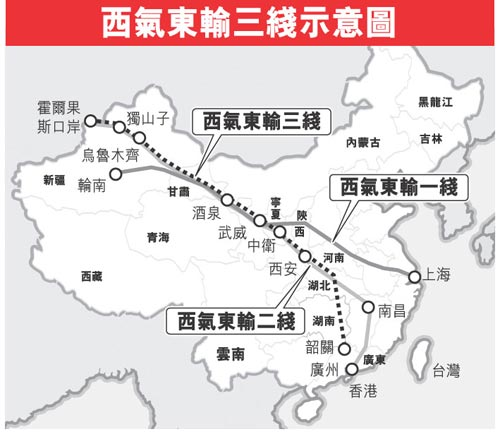 西氣東輸三綫示意圖
黑龍江
霍爾果
斯口岸
獨山子
西氣東輸三綫
吉林
內蒙古
烏魯木齊
新疆
輪南
甘肅
西氣東輸一綫
酒泉
寧
夏
陝
西
武威
青海
中衛
河南
西安
上海
西藏
湖北
西氣東輸二綫
湖南
南昌
雲南
韶關
廣東
廣州
台灣
香港